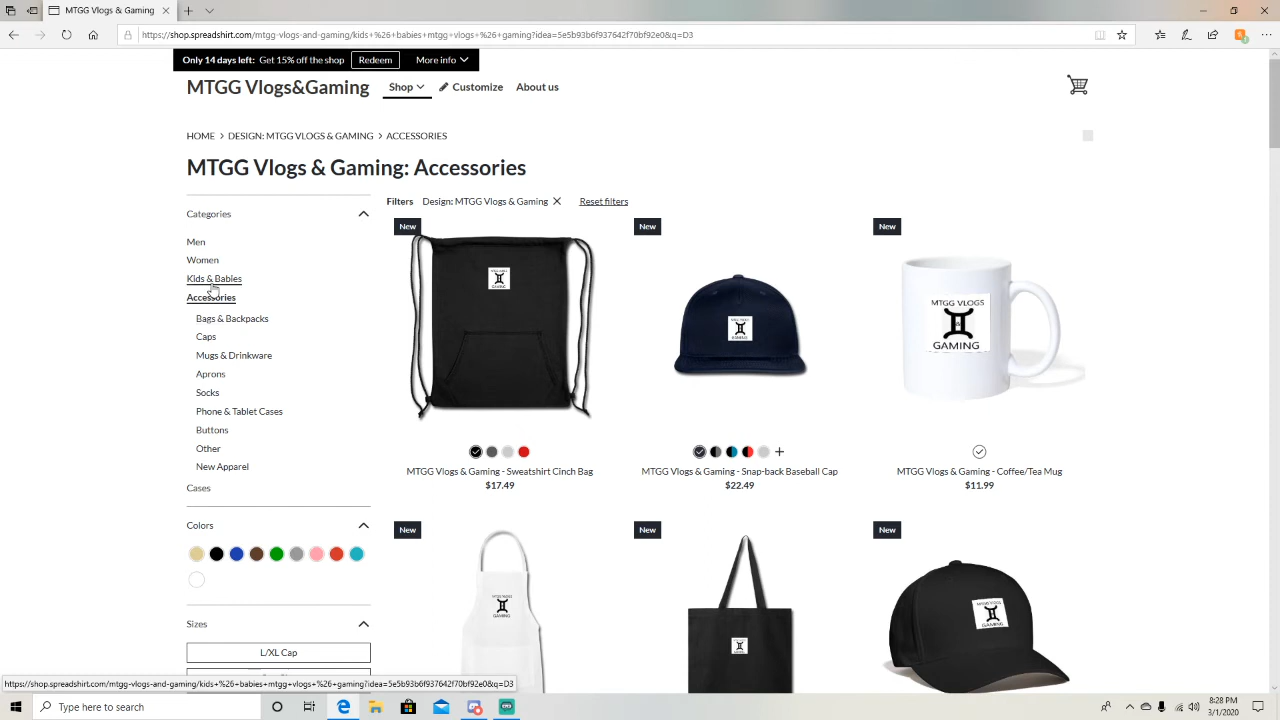 MTGG Vlogs & Gaming
https://shop.spreadshirt.com/mtgg-vlogs-and-gaming/kids+%26+babies+mtgg+vlogs+%26+gaming?idea=5e5b93b6f937642f70bf92e0&q=D3
Only 14 days left: Get 15% off the shop Redeem More info
MTGG Vlogs&Gaming Shop Customize About us
HOME > DESIGN: MTGG VLOGS & GAMING > ACCESSORIES
MTGG Vlogs & Gaming: Accessories
Filters Design: MTGG Vlogs & Gaming Reset filters
Categories
Men
Women
Kids & Babies
Accessories
Bags & Backpacks
Caps
Mugs & Drinkware
Aprons
Socks
Phone & Tablet Cases
Buttons
Other
New Apparel
Cases
Colors
Sizes
L/XL Cap
New New New
MTGG VLOGS
GAMING
MTGG Vlogs & Gaming - Sweatshirt Cinch Bag
$17.49
MTGG Vlogs & Gaming - Snap-back Baseball Cap
$22.49
MTGG Vlogs & Gaming - Coffee/Tea Mug
$11.99
New New New
https://shop.spreadshirt.com/mtgg-vlogs-and-gaming/kids+%26+babies+mtgg+vlogs+%26+gaming?idea=5e5b93b6f937642f70bf92e0&q=D3
Type here to search
8:28 PM
3/1/2020